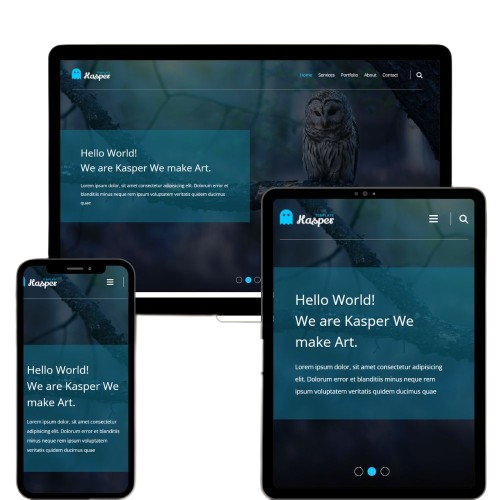 Kasper
Home Services Portfolio About Contact
Hello World!
We are Kasper We make Art.
Lorem ipsum dolor, sit amet consectetur adipisicing elit. Dolorum error et
blanditiis minus neque rem ipsum voluptatem veritatis quidem ducimus
quae
TEMPLATE
Kasper
Hello World!
We are Kasper We
make Art.
Lorem ipsum dolor, sit amet consectetur adipisicing
elit. Dolorum error et blanditiis minus neque rem
ipsum voluptatem veritatis quidem ducimus quae
Kasper
Hello World!
We are Kasper We
make Art.
Lorem ipsum dolor, sit amet consectetur
adipisicing elit. Dolorum error et blanditiis
minus neque rem ipsum voluptatem
veritatis quidem ducimus quae